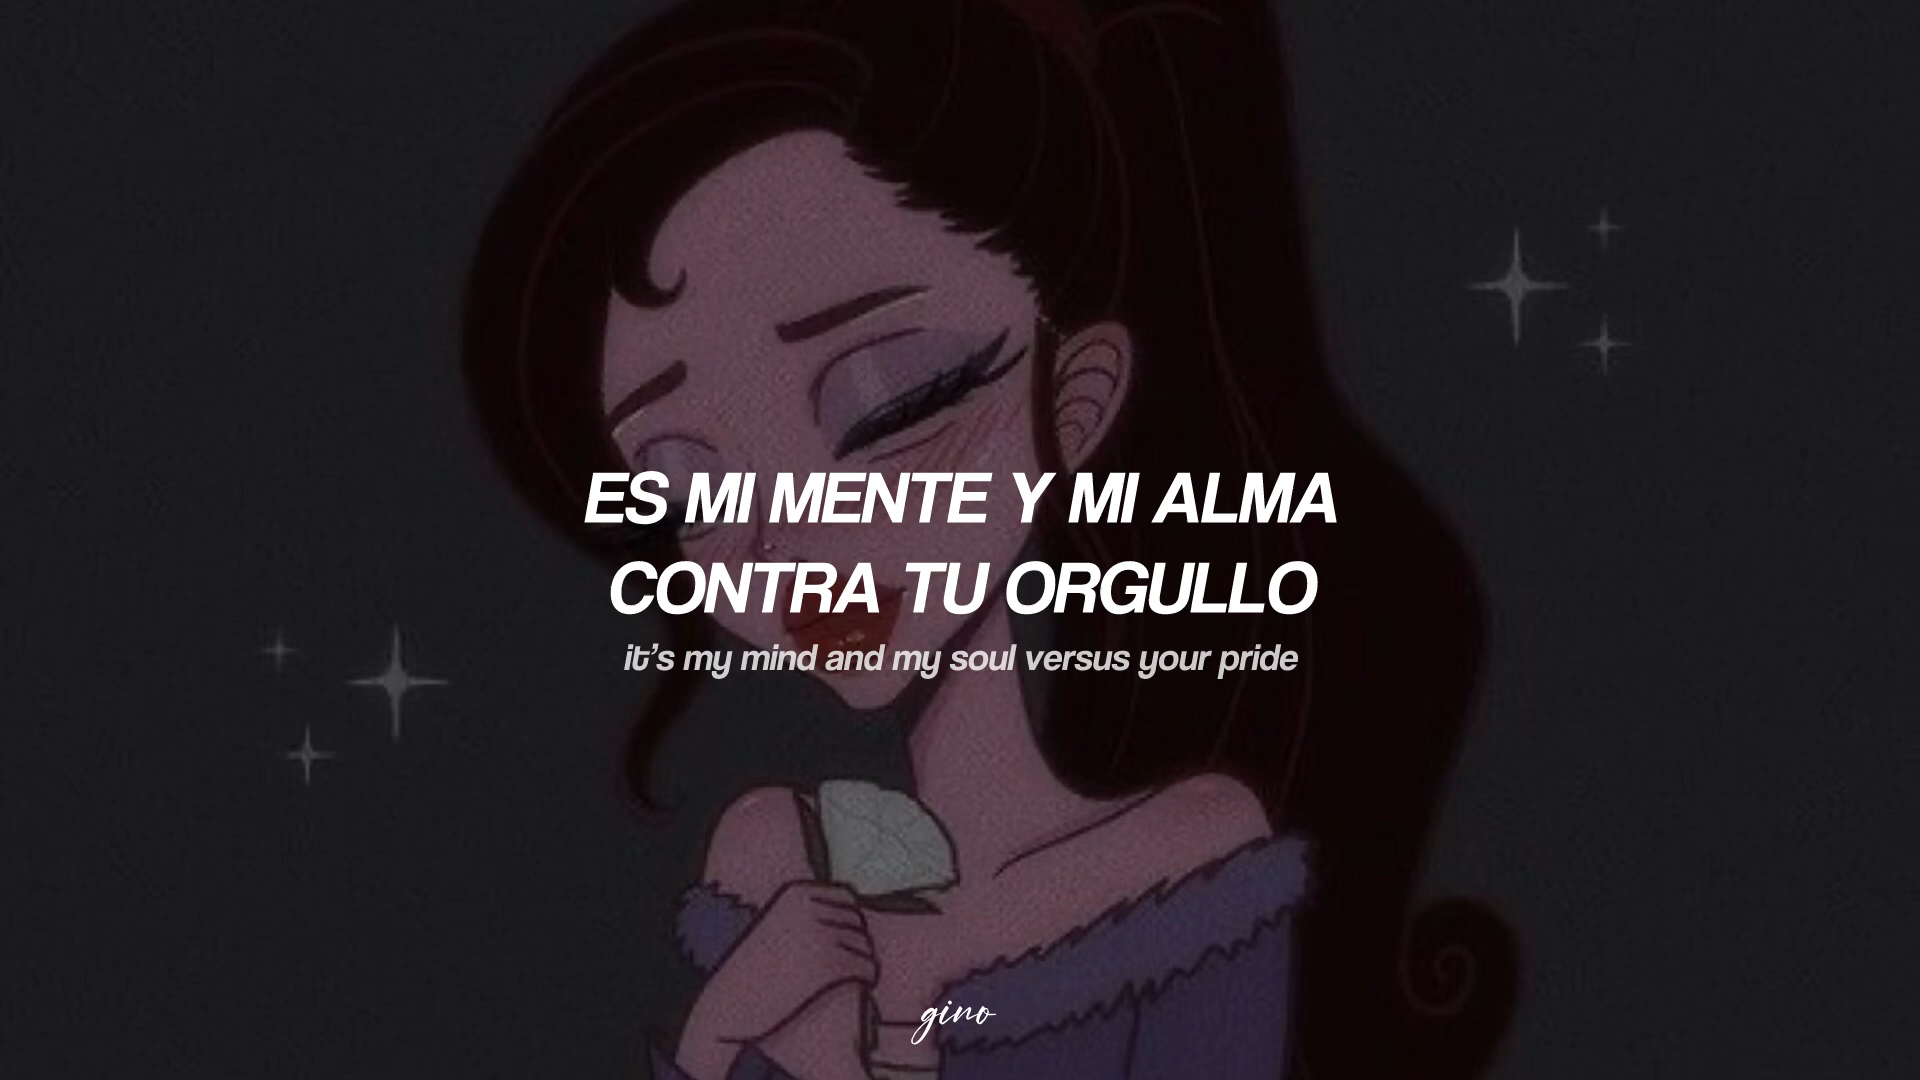 ES MI MENTE Y MI ALMA
CONTRA TU ORGULLO
it's my mind and my soul versus your pride
gino